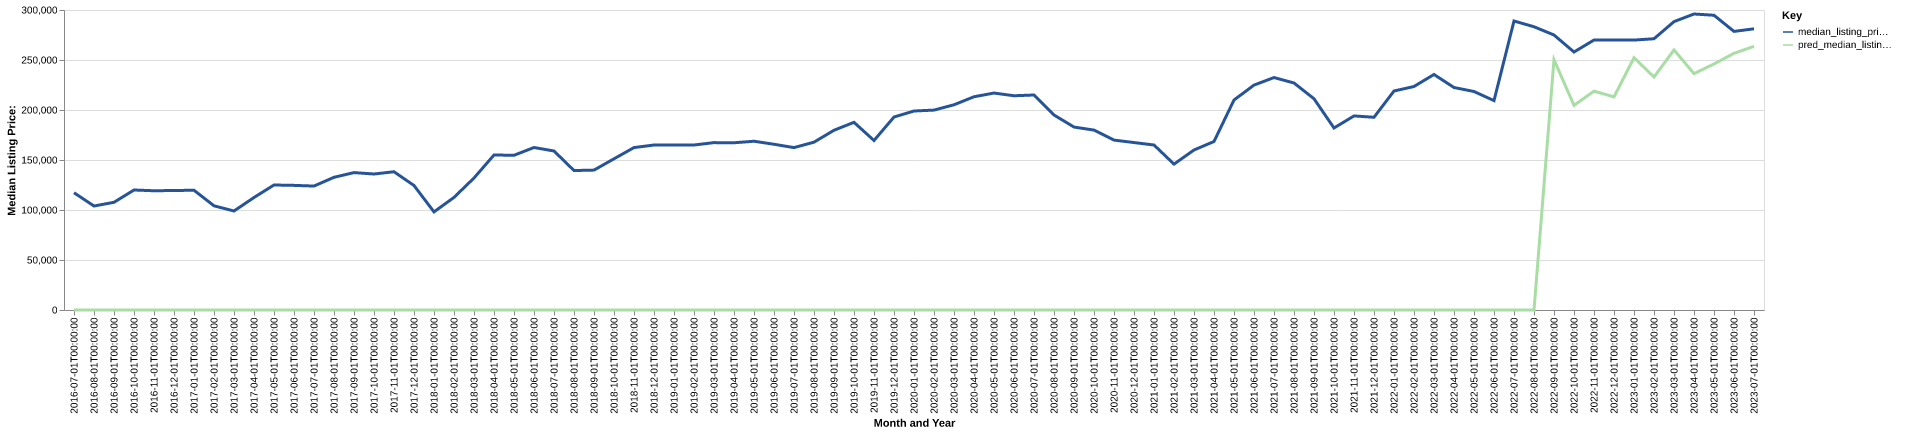 300,000
250,000
200,000
150,000
100,000
50,000
0
Median Listing Price:
2016-07-01T00:00:00
2016-08-01T00:00:00
2016-09-01T00:00:00
2016-10-01T00:00:00
2016-11-01T00:00:00
2016-12-01T00:00:00
2017-01-01T00:00:00
2017-02-01T00:00:00
2017-03-01T00:00:00
2017-04-01T00:00:00
2017-05-01T00:00:00
2017-06-01T00:00:00
2017-07-01T00:00:00
2017-08-01T00:00:00
2017-09-01T00:00:00
2017-10-01T00:00:00
2017-11-01T00:00:00
2017-12-01T00:00:00
2018-01-01T00:00:00
2018-02-01T00:00:00
2018-03-01T00:00:00
2018-04-01T00:00:00
2018-05-01T00:00:00
2018-06-01T00:00:00
2018-07-01T00:00:00
2018-08-01T00:00:00
2018-09-01T00:00:00
2018-10-01T00:00:00
2018-11-01T00:00:00
2018-12-01T00:00:00
2019-01-01T00:00:00
2019-02-01T00:00:00
2019-03-01T00:00:00
2019-04-01T00:00:00
2019-05-01T00:00:00
2019-06-01T00:00:00
2019-07-01T00:00:00
2019-08-01T00:00:00
2019-09-01T00:00:00
2019-10-01T00:00:00
2019-11-01T00:00:00
2019-12-01T00:00:00
2020-01-01T00:00:00
2020-02-01T00:00:00
2020-03-01T00:00:00
2020-04-01T00:00:00
2020-05-01T00:00:00
2020-06-01T00:00:00
2020-07-01T00:00:00
2020-08-01T00:00:00
2020-09-01T00:00:00
2020-10-01T00:00:00
2020-11-01T00:00:00
2020-12-01T00:00:00
2021-01-01T00:00:00
2021-02-01T00:00:00
2021-03-01T00:00:00
2021-04-01T00:00:00
2021-05-01T00:00:00
2021-06-01T00:00:00
2021-07-01T00:00:00
2021-08-01T00:00:00
2021-09-01T00:00:00
2021-10-01T00:00:00
2021-11-01T00:00:00
2021-12-01T00:00:00
2022-01-01T00:00:00
2022-02-01T00:00:00
2022-03-01T00:00:00
2022-04-01T00:00:00
2022-05-01T00:00:00
2022-06-01T00:00:00
2022-07-01T00:00:00
2022-08-01T00:00:00
2022-09-01T00:00:00
2022-10-01T00:00:00
2022-11-01T00:00:00
2022-12-01T00:00:00
2023-01-01T00:00:00
2023-02-01T00:00:00
2023-03-01T00:00:00
2023-04-01T00:00:00
2023-05-01T00:00:00
2023-06-01T00:00:00
2023-07-01T00:00:00
Month and Year
Key
median_listing_pri…
pred_median_listin…